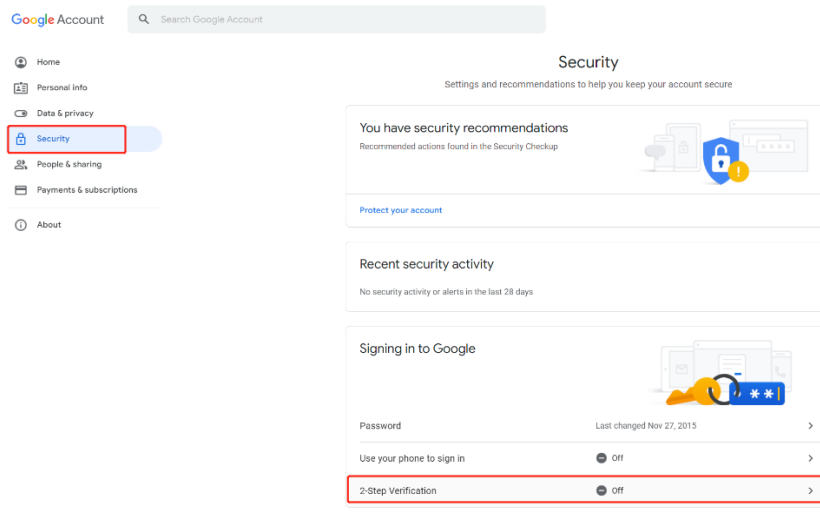 Google Account
Search Google Account
Home
Personal info
Data & privacy
Security
People & sharing
Payments & subscriptions
About
Security
Settings and recommendations to help you keep your account secure
You have security recommendations
Recommended actions found in the Security Checkup
Protect your account
Recent security activity
No security activity or alerts in the last 28 days
Signing in to Google
Password Last changed Nov 27, 2015
Use your phone to sign in Off
2-Step Verification Off